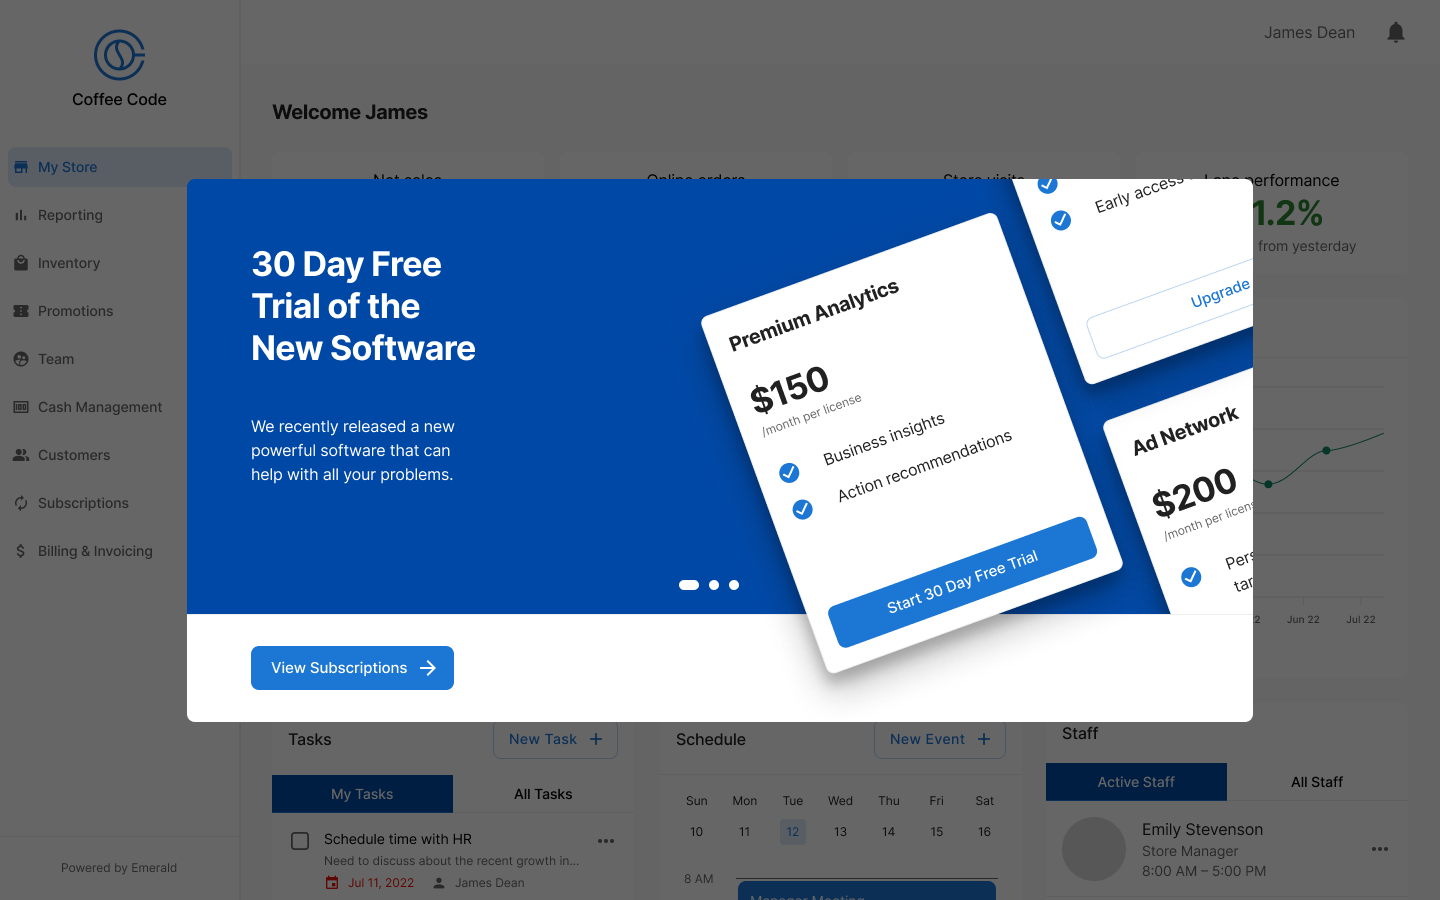 Coffee Code
My Store
Reporting
Inventory
Promotions
Team
Cash Management
Customers
Subscriptions
Billing & Invoicing
Powered by Emerald
James Dean
Welcome James
Net sales
Online orders
Store visits
performance
1.2%
from yesterday
30 Day Free
Trial of the
New Software
We recently released a new
powerful software that can
help with all your problems.
View Subscriptions
Premium Analytics
$150
/month per license
Business insights
Action recommendations
Start 30 Day Free Trial
Early access
Upgrade
Ad Network
$200
/month per license
Jun 22
Jul 22
Tasks
New Task
My Tasks
All Tasks
Schedule time with HR
Need to discuss about the recent growth in...
Jul 11, 2022
James Dean
Schedule
New Event
Sun Mon Tue Wed Thu Fri Sat
10 11 12 13 14 15 16
8 AM
Manager Meeting
Staff
Active Staff
All Staff
Emily Stevenson
Store Manager
8:00 AM – 5:00 PM